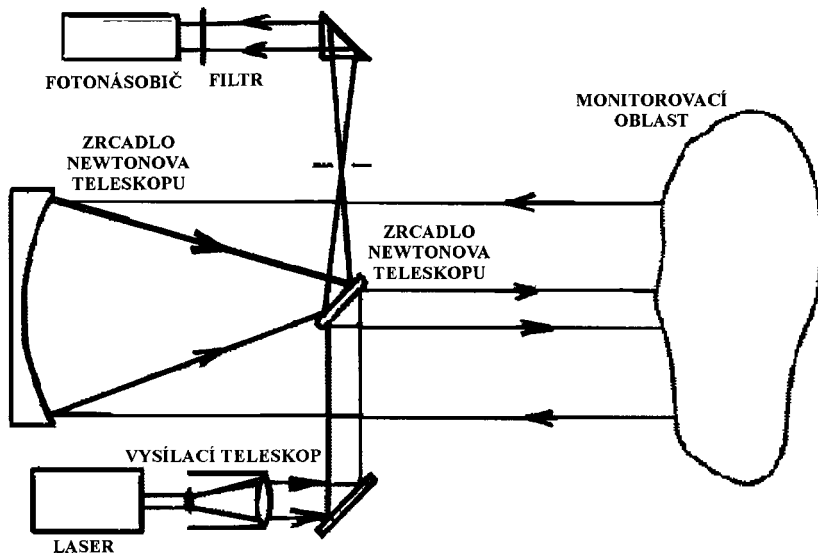 FOTONÁSOBIČ
FILTR
MONITOROVACÍ
OBLAST
ZRCADLO
NEWTONOVA
TELESKOPU
ZRCADLO
NEWTONOVA
TELESKOPU
VYSÍLACÍ TELESKOP
LASER